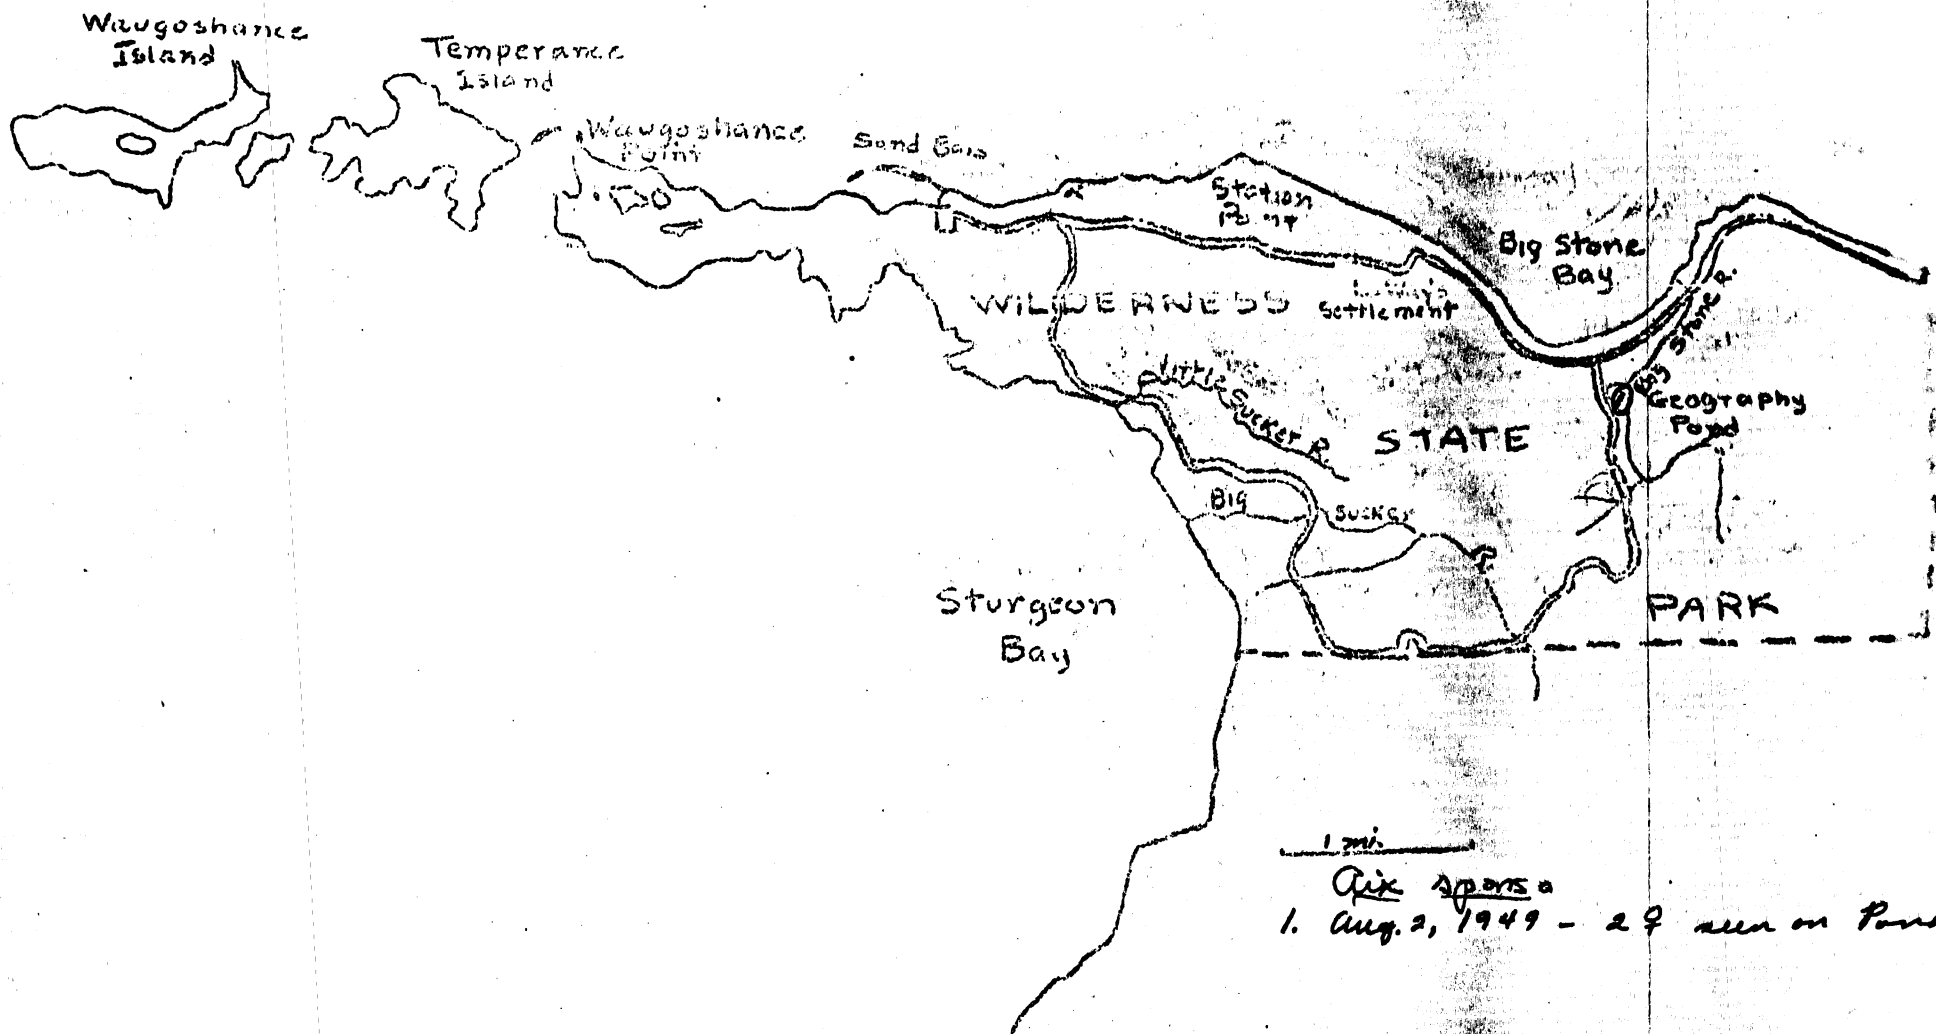 Waugoshance
Island
Temperance
Island
Waugoshance
Point
Sand Bars
Station
Point
Big Stone
Bay
WILDERNESS
Settlement
Big Stone R.
Little Sucker R.
Geography
Pond
STATE
Big Sucker
Sturgeon
Bay
PARK
1 mi.
Aix sponsa
1. Aug. 2, 1949 - 2 ♀ seen on Pond